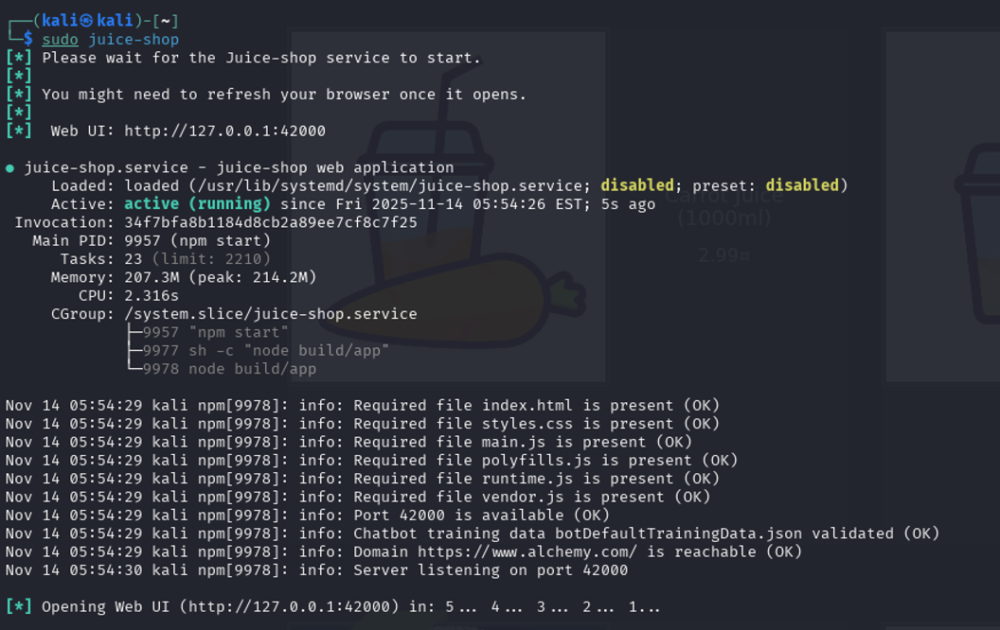 ┌──(kali㉿kali)-[~]
└─$ sudo juice-shop
[*] Please wait for the Juice-shop service to start.
[*]
[*] You might need to refresh your browser once it opens.
[*]
[*]  Web UI: http://127.0.0.1:42000
● juice-shop.service - juice-shop web application
Loaded: loaded (/usr/lib/systemd/system/juice-shop.service; disabled; preset: disabled)
Active: active (running) since Fri 2025-11-14 05:54:26 EST; 5s ago
Invocation: 34f7bfa8b1184d8cb2a89ee7cf8c7f25
Main PID: 9957 (npm start)
Tasks: 23 (limit: 2210)
Memory: 207.3M (peak: 214.2M)
CPU: 2.316s
CGroup: /system.slice/juice-shop.service
├─9957 "npm start"
├─9977 sh -c "node build/app"
└─9978 node build/app
Nov 14 05:54:29 kali npm[9978]: info: Required file index.html is present (OK)
Nov 14 05:54:29 kali npm[9978]: info: Required file styles.css is present (OK)
Nov 14 05:54:29 kali npm[9978]: info: Required file main.js is present (OK)
Nov 14 05:54:29 kali npm[9978]: info: Required file polyfills.js is present (OK)
Nov 14 05:54:29 kali npm[9978]: info: Required file runtime.js is present (OK)
Nov 14 05:54:29 kali npm[9978]: info: Required file vendor.js is present (OK)
Nov 14 05:54:29 kali npm[9978]: info: Port 42000 is available (OK)
Nov 14 05:54:29 kali npm[9978]: info: Chatbot training data botDefaultTrainingData.json validated (OK)
Nov 14 05:54:29 kali npm[9978]: info: Domain https://www.alchemy.com/ is reachable (OK)
Nov 14 05:54:30 kali npm[9978]: info: Server listening on port 42000
[*] Opening Web UI (http://127.0.0.1:42000) in: 5... 4... 3... 2... 1...
Carrot Juice
(1000ml)
2.99¤